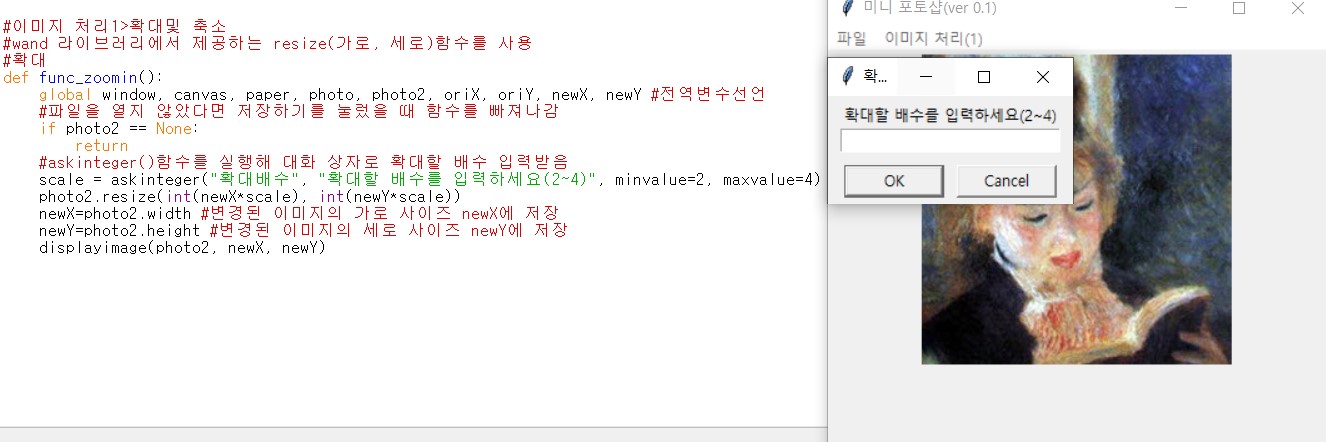 #이미지 처리1>확대및 축소
#wand 라이브러리에서 제공하는 resize(가로, 세로)함수를 사용
#확대
def func_zoomin():
    global window, canvas, paper, photo, photo2, oriX, oriY, newX, newY #전역변수선언
    #파일을 열지 않았다면 저장하기를 눌렀을 때 함수를 빠져나감
    if photo2 == None:
        return
    #askinteger()함수를 실행해 대화 상자로 확대할 배수 입력받음
    scale = askinteger("확대배수", "확대할 배수를 입력하세요(2~4)", minvalue=2, maxvalue=4)
    photo2.resize(int(newX*scale), int(newY*scale))
    newX=photo2.width #변경된 이미지의 가로 사이즈 newX에 저장
    newY=photo2.height #변경된 이미지의 세로 사이즈 newY에 저장
    displayimage(photo2, newX, newY)
미니 포토샵(ver 0.1)
파일 이미지 처리(1)
확...
확대할 배수를 입력하세요(2~4)
OK Cancel